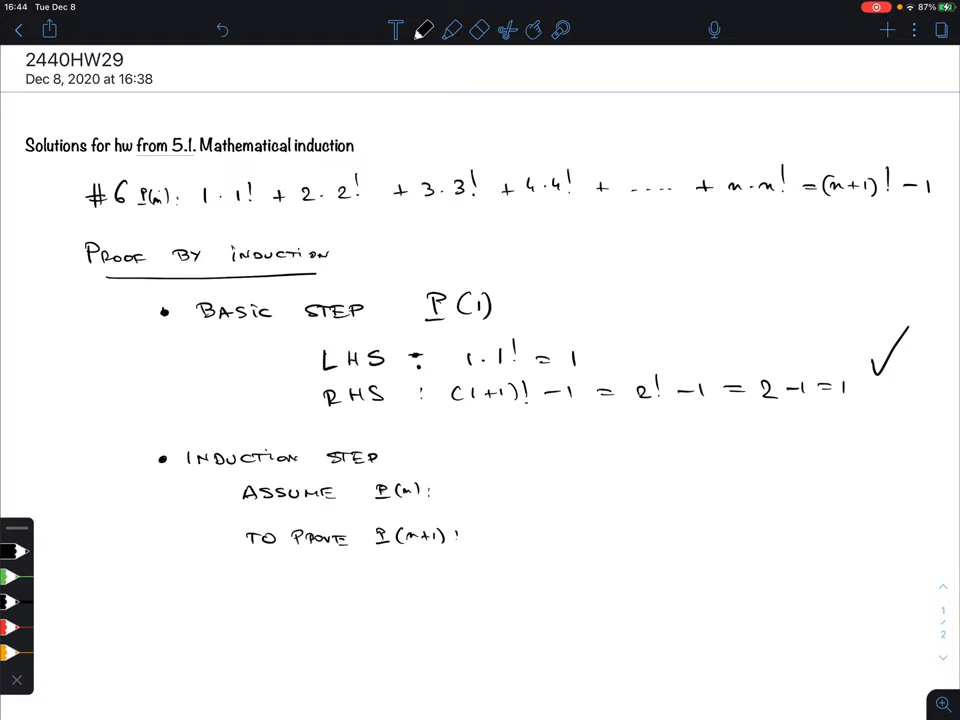 16:44 Tue Dec 8 87%
2440HW29
Dec 8, 2020 at 16:38
Solutions for hw from 5.1. Mathematical induction
#6 P(n): 1·1! + 2·2! + 3·3! + 4·4! + ..... + n·n! = (n+1)! - 1
PROOF BY INDUCTION
• BASIC STEP P(1)
LHS : 1·1! = 1
RHS : (1+1)! - 1 = 2! - 1 = 2 - 1 = 1 ✓
• INDUCTION STEP
ASSUME P(n):
TO PROVE P(n+1):
1
/
2